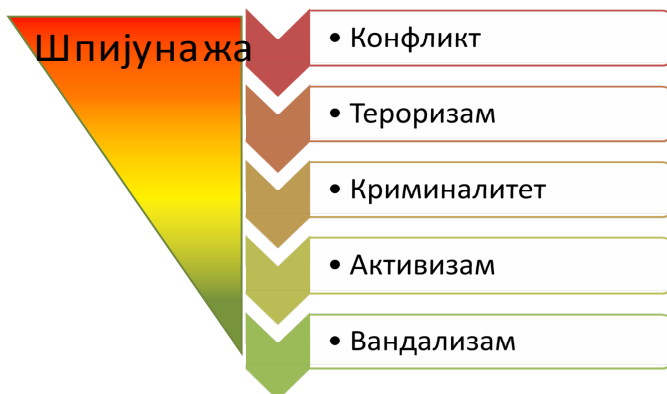 Шпијунажа
• Конфликт
• Тероризам
• Криминалитет
• Активизам
• Вандализам